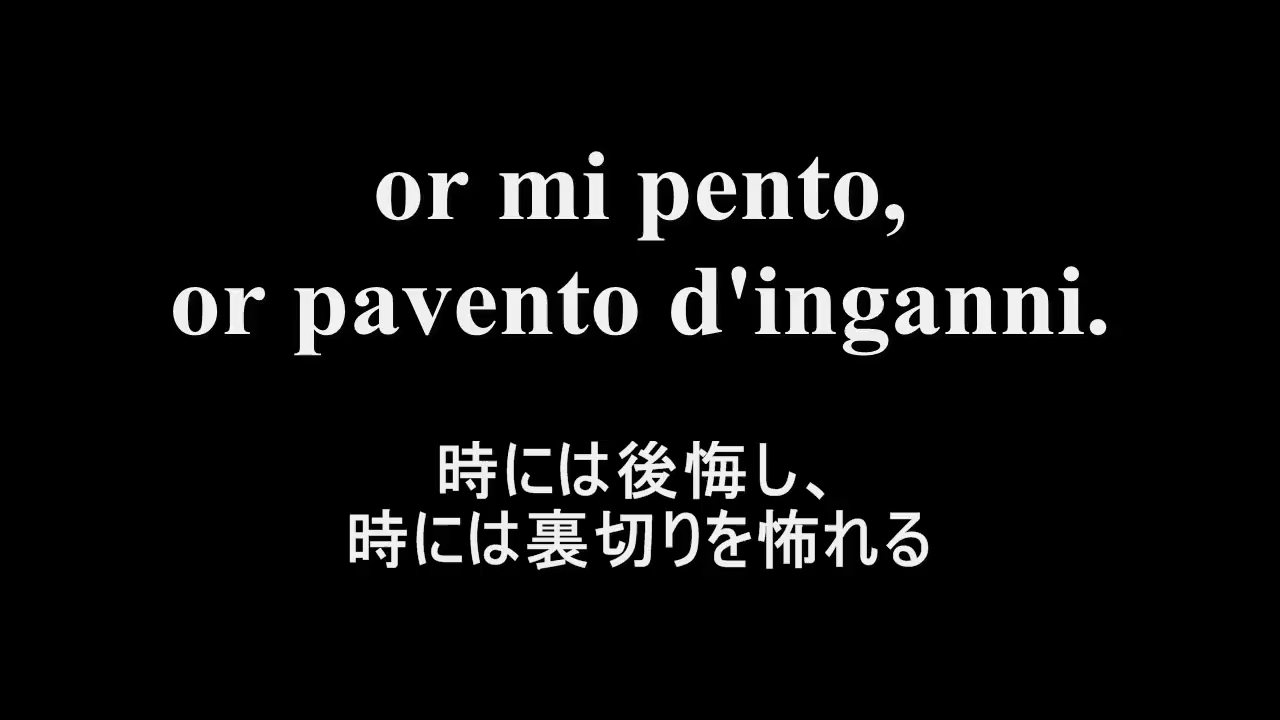 or mi pento,
or pavento d'inganni.
時には後悔し、
時には裏切りを怖れる